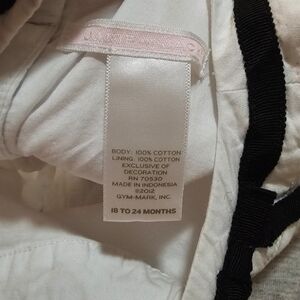 BODY: 100% COTTON
LINING: 100% COTTON
EXCLUSIVE OF
DECORATION
RN 70530
MADE IN INDONESIA
©2012
GYM-MARK, INC.
18 TO 24 MONTHS